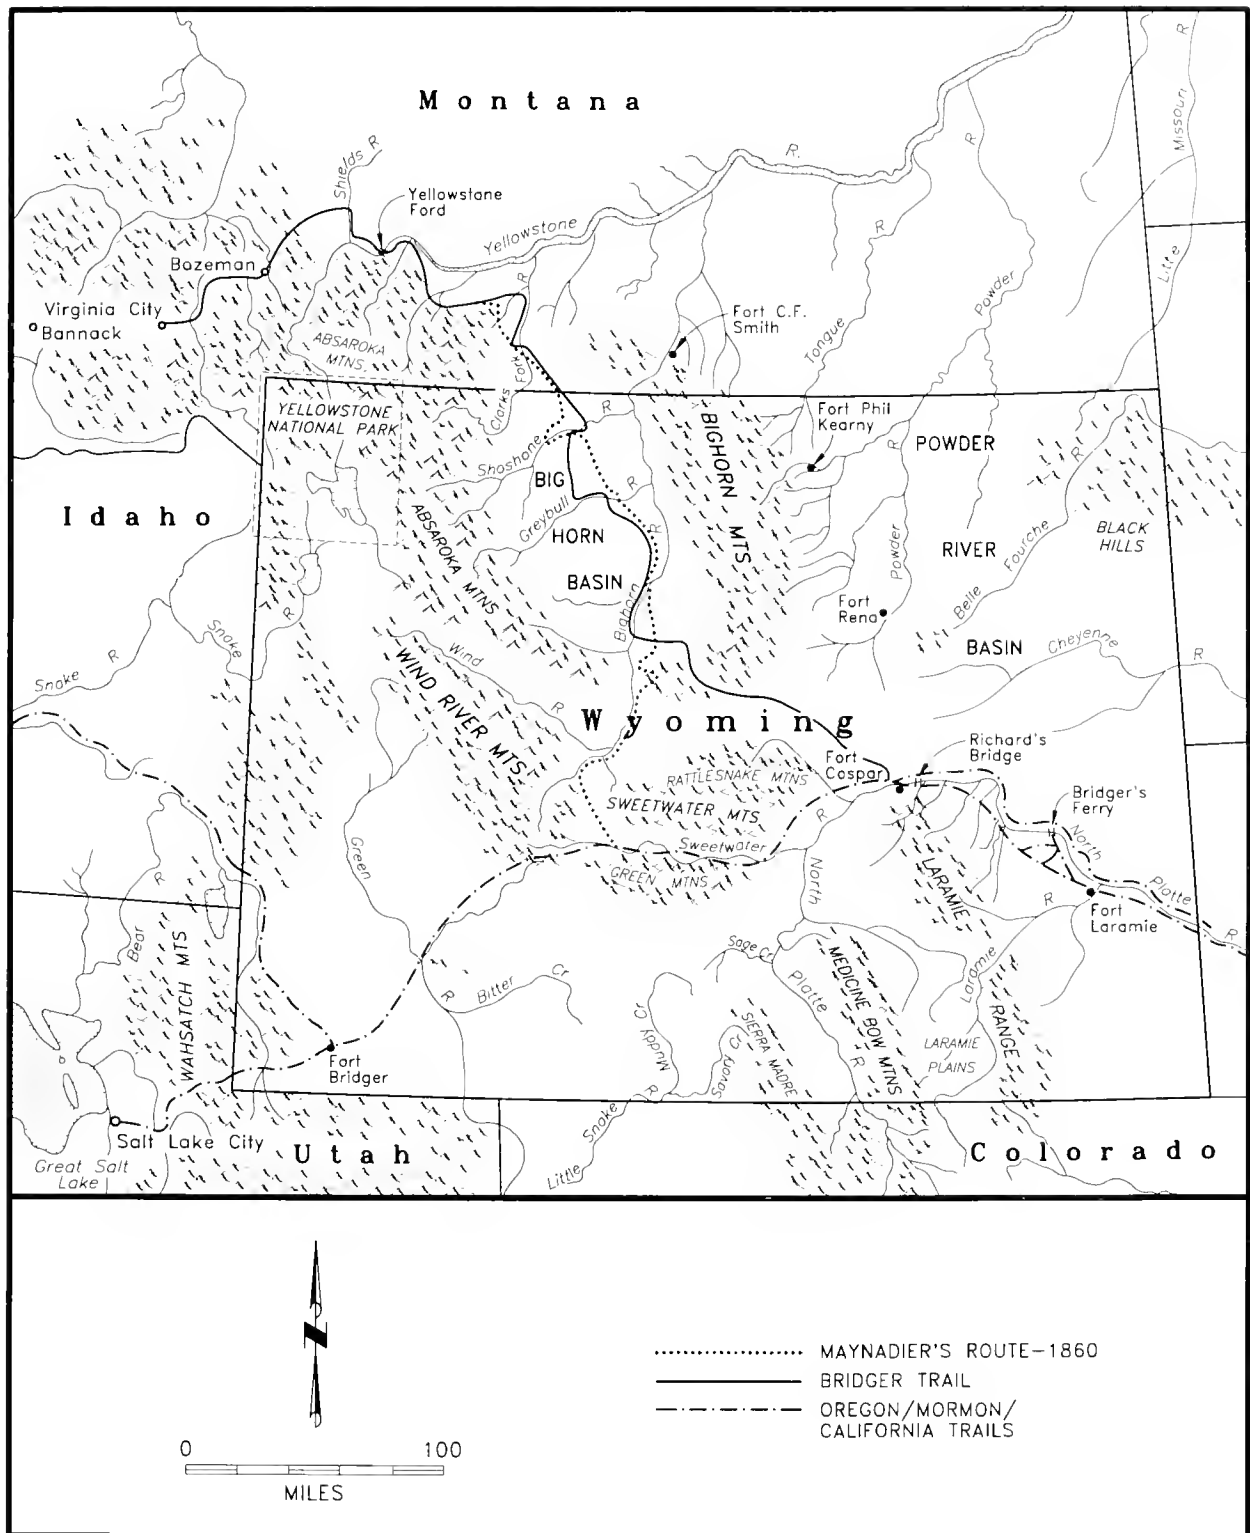 Montana
R
Missouri
Shields R
Yellowstone
Ford
R.
R
Yellowstone
R
Bozeman
Litte
R
Virginia City
Bannack
Powder
Fort C.F.
Smith
Tongue
ABSAROKA
MTNS.
Clarks Fork
YELLOWSTONE
NATIONAL PARK
R
Fort Phil
Kearny
BIGHORN MTS
POWDER
Shoshone
BIG
R
R
R
Idaho
Greybull
HORN
ABSAROKA MTNS
R
RIVER
BLACK
HILLS
Powder
Belle Fourche
BASIN
Bighorn
Fort
Reno
R
Snake
Wind
BASIN
Cheyenne
R
Snake R
WIND RIVER MTS
R
Wyoming
Richard's
Bridge
Fort
Caspar
RATTLESNAKE MTNS
Bridger's
Ferry
SWEETWATER MTS
R
North
Green
Sweetwater
GREEN MTNS
North
LARAMIE
Platte
R
R
Fort
Laramie
R
Bear
WAHSATCH MTS
Sage Cr
Laramie
Platte
MEDICINE BOW MTNS
R
Bitter Cr
Muddy Cr
SIERRA MADRE
RANGE
Savory Cr
LARAMIE
PLAINS
Fort
Bridger
R
R
Snake
Salt Lake City
Utah
Colorado
Great Salt
Lake
Little
N
MAYNADIER'S ROUTE-1860
BRIDGER TRAIL
OREGON/MORMON/
CALIFORNIA TRAILS
0 100
MILES